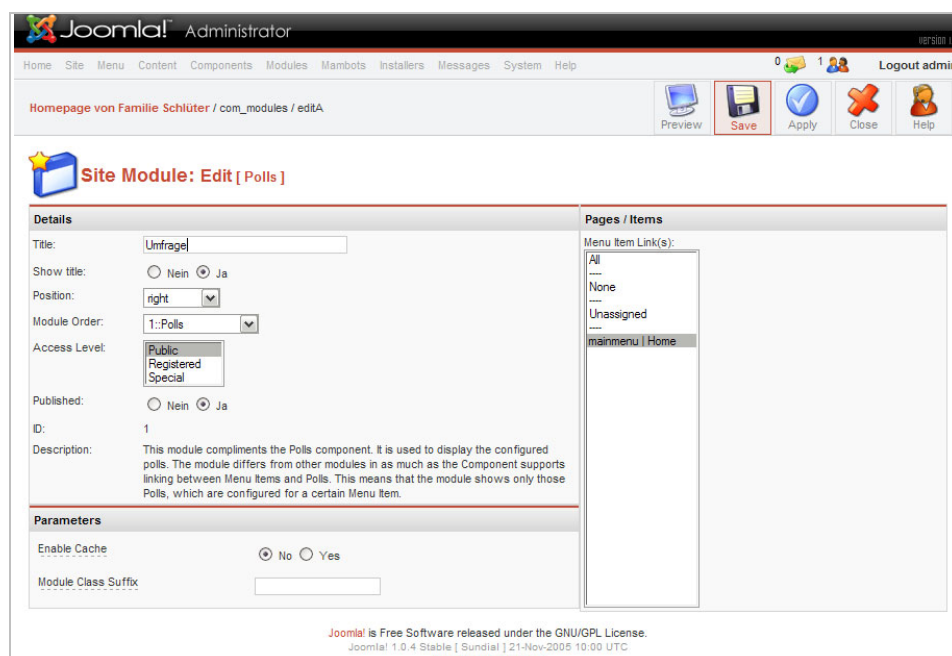 Joomla!™ Administrator
version 1.
Home Site Menu Content Components Modules Mambots Installers Messages System Help 0 1 Logout admi
Homepage von Familie Schlüter / com_modules / editA
Preview Save Apply Close Help
Site Module: Edit [ Polls ]
Details
Title: Umfrage
Show title: Nein Ja
Position: right
Module Order: 1::Polls
Access Level: Public
Registered
Special
Published: Nein Ja
ID: 1
Description: This module compliments the Polls component. It is used to display the configured
polls. The module differs from other modules in as much as the Component supports
linking between Menu Items and Polls. This means that the module shows only those
Polls, which are configured for a certain Menu Item.
Parameters
Enable Cache No Yes
Module Class Suffix
Pages / Items
Menu Item Link(s):
All
----
None
----
Unassigned
----
mainmenu | Home
Joomla! is Free Software released under the GNU/GPL License.
Joomla! 1.0.4 Stable [ Sundial ] 21-Nov-2005 10:00 UTC